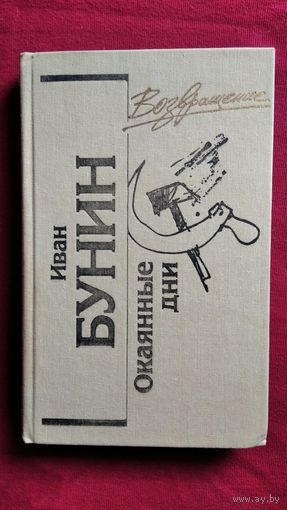 Возвращение
Иван
БУНИН
Окаянные
дни
www.ay.by